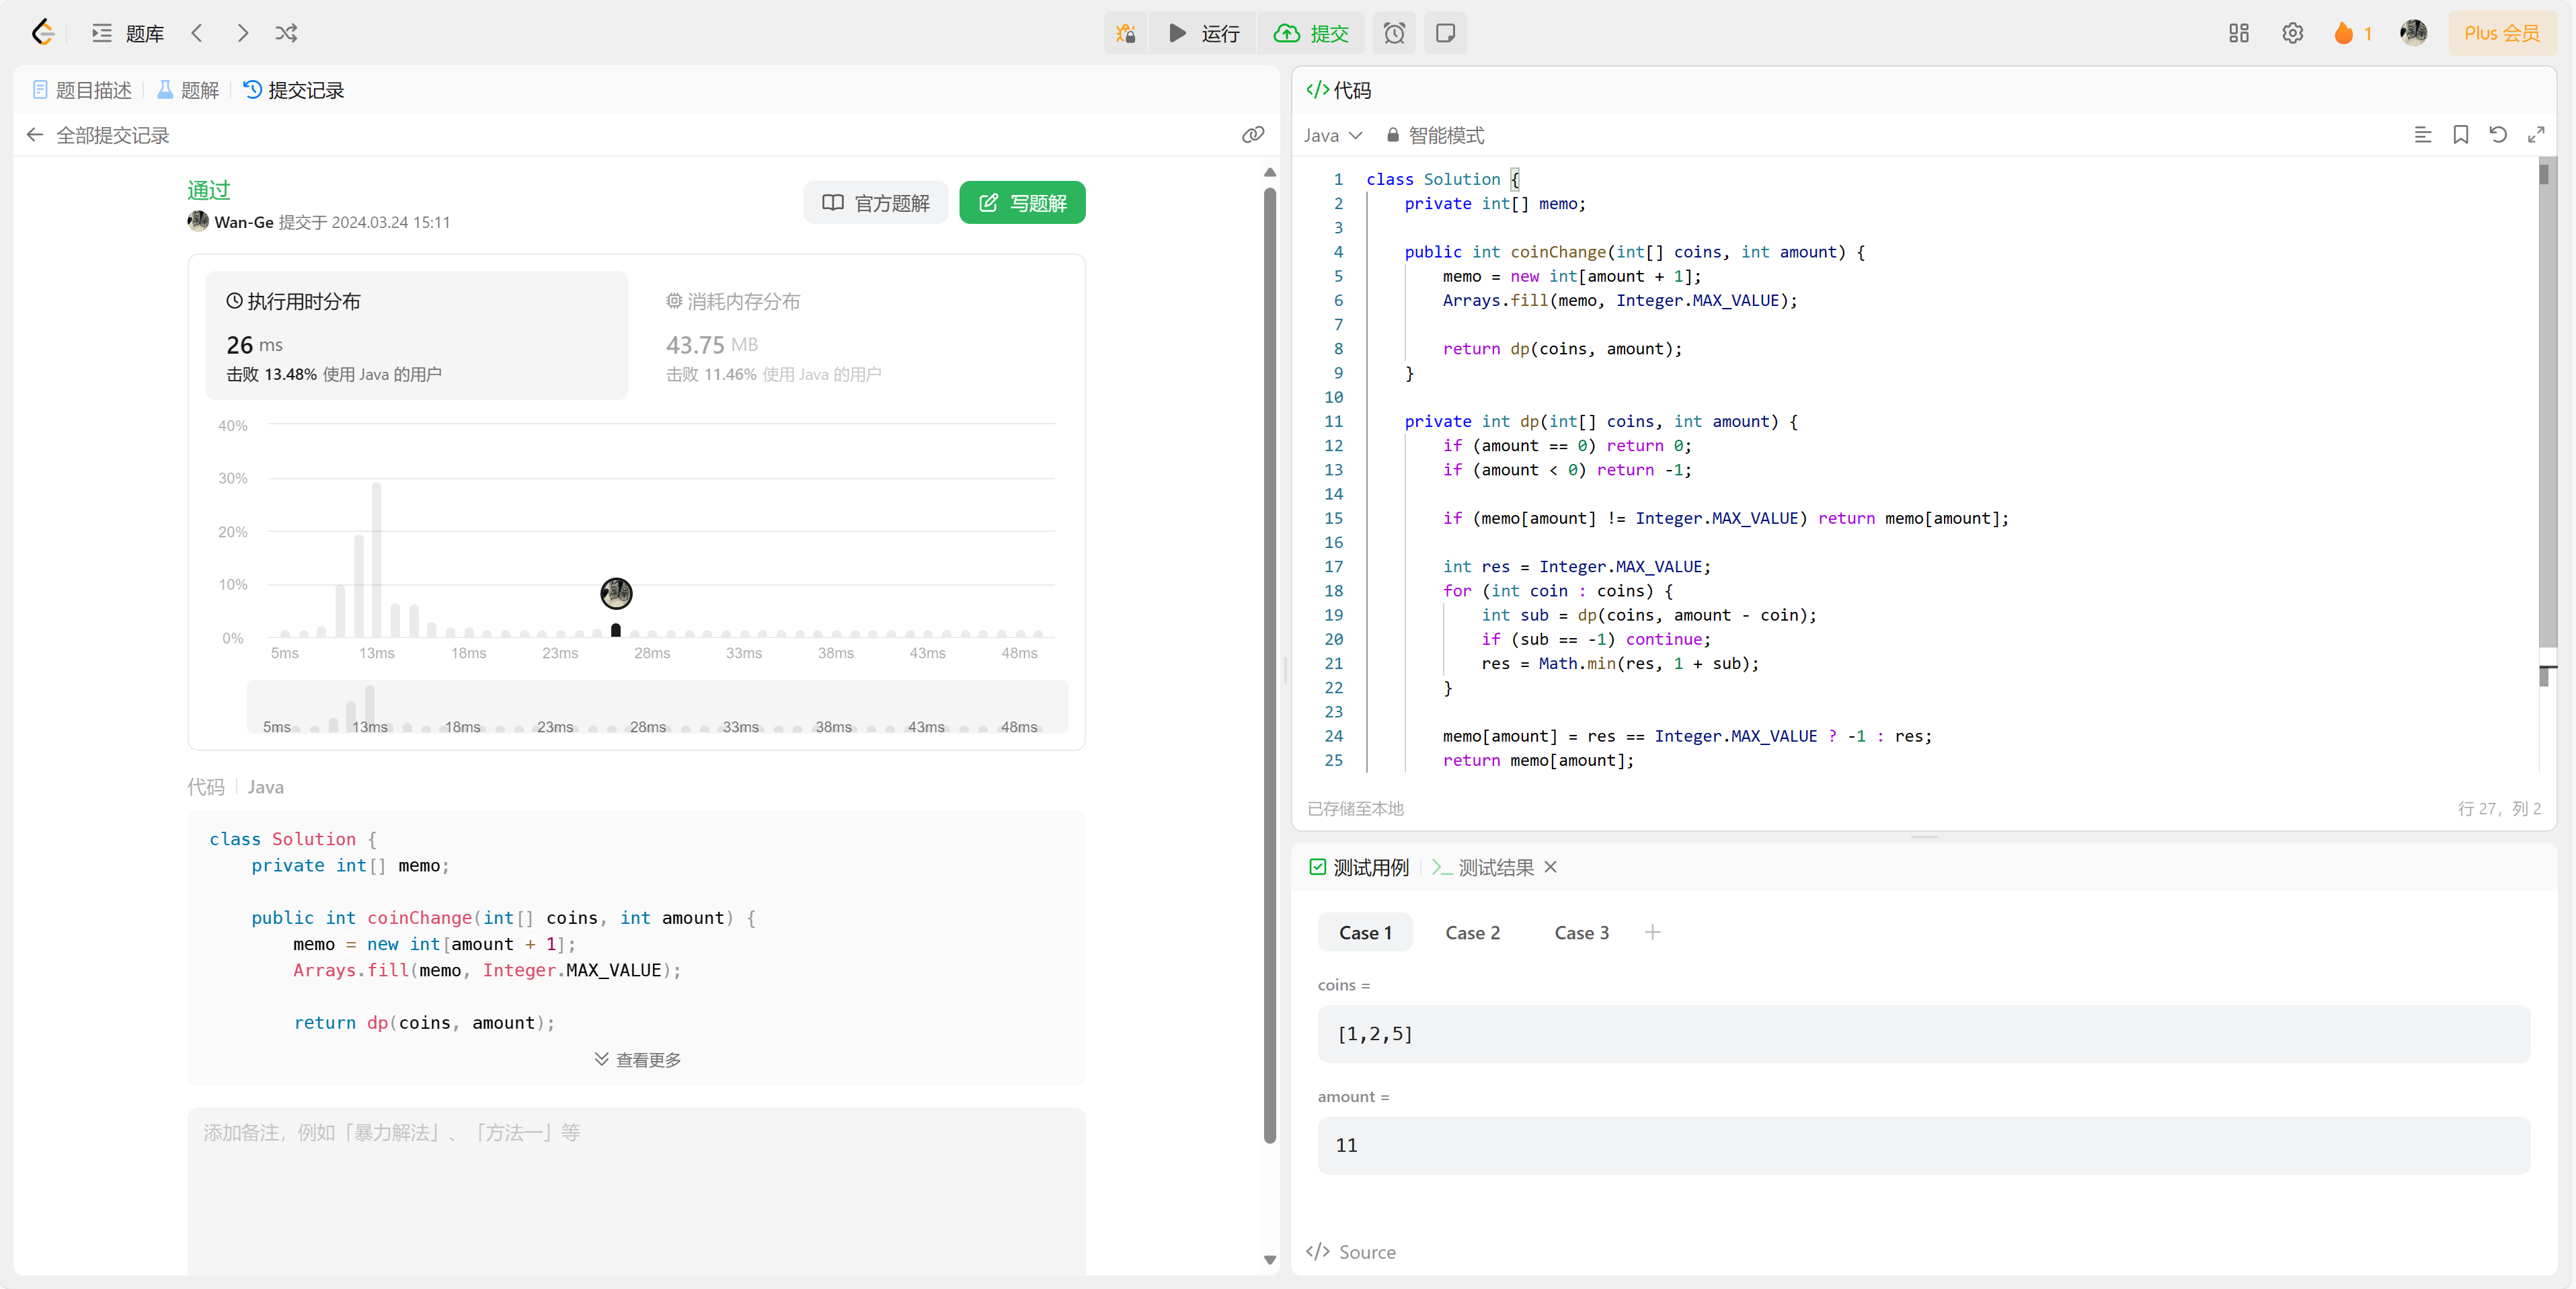 题库
运行
提交
1
Plus 会员
题目描述
题解
提交记录
全部提交记录
通过
Wan-Ge 提交于 2024.03.24 15:11
官方题解
写题解
执行用时分布
26 ms
击败 13.48% 使用 Java 的用户
消耗内存分布
43.75 MB
击败 11.46% 使用 Java 的用户
40%
30%
20%
10%
0%
5ms 13ms 18ms 23ms 28ms 33ms 38ms 43ms 48ms
5ms 13ms 18ms 23ms 28ms 33ms 38ms 43ms 48ms
代码 Java
class Solution {
    private int[] memo;
    public int coinChange(int[] coins, int amount) {
        memo = new int[amount + 1];
        Arrays.fill(memo, Integer.MAX_VALUE);
        return dp(coins, amount);
查看更多
添加备注，例如「暴力解法」、「方法一」等
代码
Java 智能模式
1 class Solution {
2     private int[] memo;
3
4     public int coinChange(int[] coins, int amount) {
5         memo = new int[amount + 1];
6         Arrays.fill(memo, Integer.MAX_VALUE);
7
8         return dp(coins, amount);
9     }
10
11     private int dp(int[] coins, int amount) {
12         if (amount == 0) return 0;
13         if (amount < 0) return -1;
14
15         if (memo[amount] != Integer.MAX_VALUE) return memo[amount];
16
17         int res = Integer.MAX_VALUE;
18         for (int coin : coins) {
19             int sub = dp(coins, amount - coin);
20             if (sub == -1) continue;
21             res = Math.min(res, 1 + sub);
22         }
23
24         memo[amount] = res == Integer.MAX_VALUE ? -1 : res;
25         return memo[amount];
已存储至本地
行 27，列 2
测试用例
测试结果
Case 1 Case 2 Case 3
coins =
[1,2,5]
amount =
11
Source